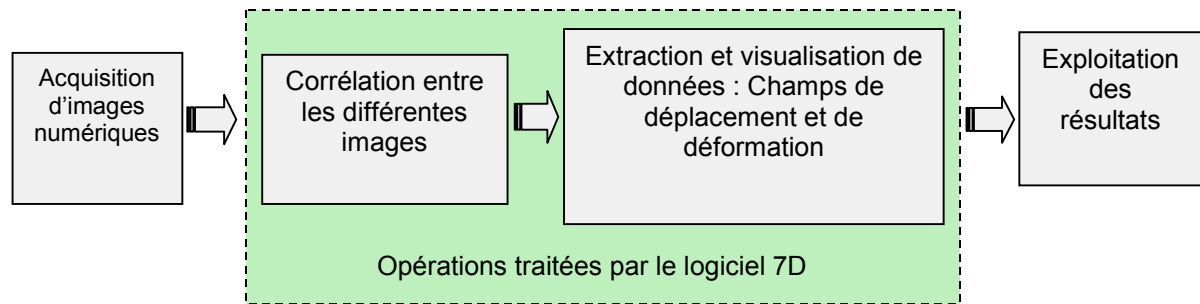 Acquisition
d’images
numériques
Corrélation entre
les différentes
images
Extraction et visualisation de
données : Champs de
déplacement et de
déformation
Exploitation
des
résultats
Opérations traitées par le logiciel 7D